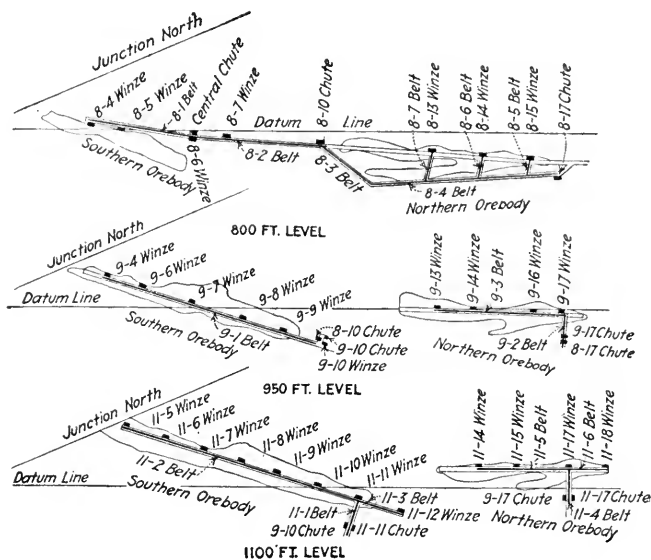 Junction North
8-4 Winze
8-5 Winze
8-1 Belt
Central Chute
8-7 Winze
8-10 Chute
8-7 Belt
8-13 Winze
8-6 Belt
8-14 Winze
8-5 Belt
8-15 Winze
8-17 Chute
Datum Line
Southern Orebody
8-6 Winze
8-2 Belt
8-3 Belt
8-4 Belt
Northern Orebody
800 FT. LEVEL
Junction North
9-4 Winze
9-6 Winze
9-7 Winze
9-8 Winze
9-9 Winze
9-13 Winze
9-14 Winze
9-3 Belt
9-16 Winze
9-17 Winze
Datum Line
9-1 Belt
Southern Orebody
8-10 Chute
9-10 Chute
9-10 Winze
9-2 Belt
9-17 Chute
8-17 Chute
Northern Orebody
950 FT. LEVEL
Junction North
11-5 Winze
11-6 Winze
11-7 Winze
11-8 Winze
11-9 Winze
11-10 Winze
11-11 Winze
11-14 Winze
11-15 Winze
11-5 Belt
11-17 Winze
11-6 Belt
11-18 Winze
Datum Line
11-2 Belt
Southern Orebody
11-3 Belt
11-12 Winze
11-1 Belt
9-10 Chute
11-11 Chute
9-17 Chute
11-17 Chute
11-4 Belt
Northern Orebody
1100 FT. LEVEL